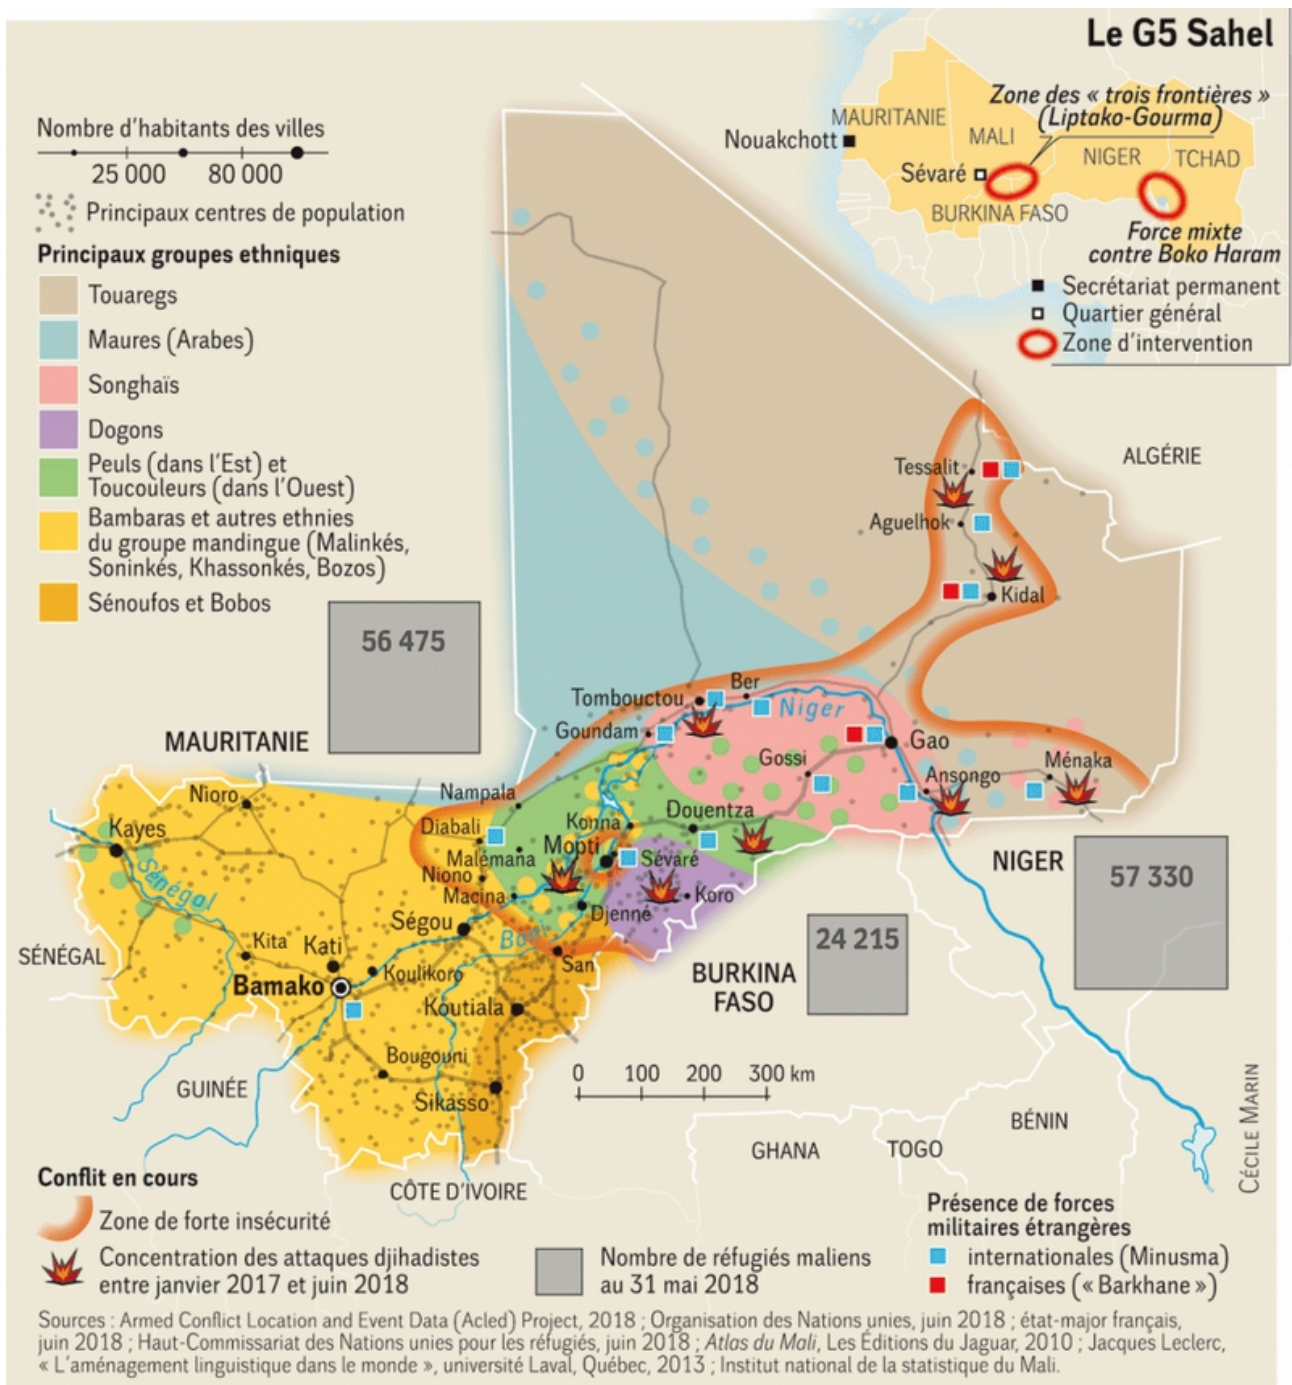 Le G5 Sahel
Zone des « trois frontières »
(Liptako-Gourma)
MAURITANIE
Nouakchott
MALI
NIGER
TCHAD
Sévaré
BURKINA FASO
Force mixte
contre Boko Haram
Secrétariat permanent
Quartier général
Zone d'intervention
Nombre d'habitants des villes
25 000 80 000
Principaux centres de population
Principaux groupes ethniques
Touaregs
Maures (Arabes)
Songhaïs
Dogons
Peuls (dans l'Est) et
Toucouleurs (dans l'Ouest)
Bambaras et autres ethnies
du groupe mandingue (Malinkés,
Soninkés, Khassonkés, Bozos)
Sénoufos et Bobos
56 475
MAURITANIE
ALGÉRIE
Tessalit
Aguelhok
Kidal
Ber
Tombouctou
Niger
Goundam
Gao
Gossi
Ménaka
Ansongo
Nampala
Nioro
Douentza
Konna
Diabali
Kayes
Mopti
Sévaré
Malémana
NIGER
57 330
Niono
Sénégal
Macina
Koro
Djenné
Ségou
24 215
Bani
Kita
Kati
SÉNÉGAL
San
Koulikoro
BURKINA
FASO
Bamako
Koutiala
Bougouni
0 100 200 300 km
GUINÉE
Sikasso
BÉNIN
GHANA
TOGO
CÉCILE MARIN
CÔTE D'IVOIRE
Conflit en cours
Zone de forte insécurité
Concentration des attaques djihadistes
entre janvier 2017 et juin 2018
Nombre de réfugiés maliens
au 31 mai 2018
Présence de forces
militaires étrangères
internationales (Minusma)
françaises (« Barkhane »)
Sources : Armed Conflict Location and Event Data (Acled) Project, 2018 ; Organisation des Nations unies, juin 2018 ; état-major français,
juin 2018 ; Haut-Commissariat des Nations unies pour les réfugiés, juin 2018 ; Atlas du Mali, Les Éditions du Jaguar, 2010 ; Jacques Leclerc,
« L'aménagement linguistique dans le monde », université Laval, Québec, 2013 ; Institut national de la statistique du Mali.